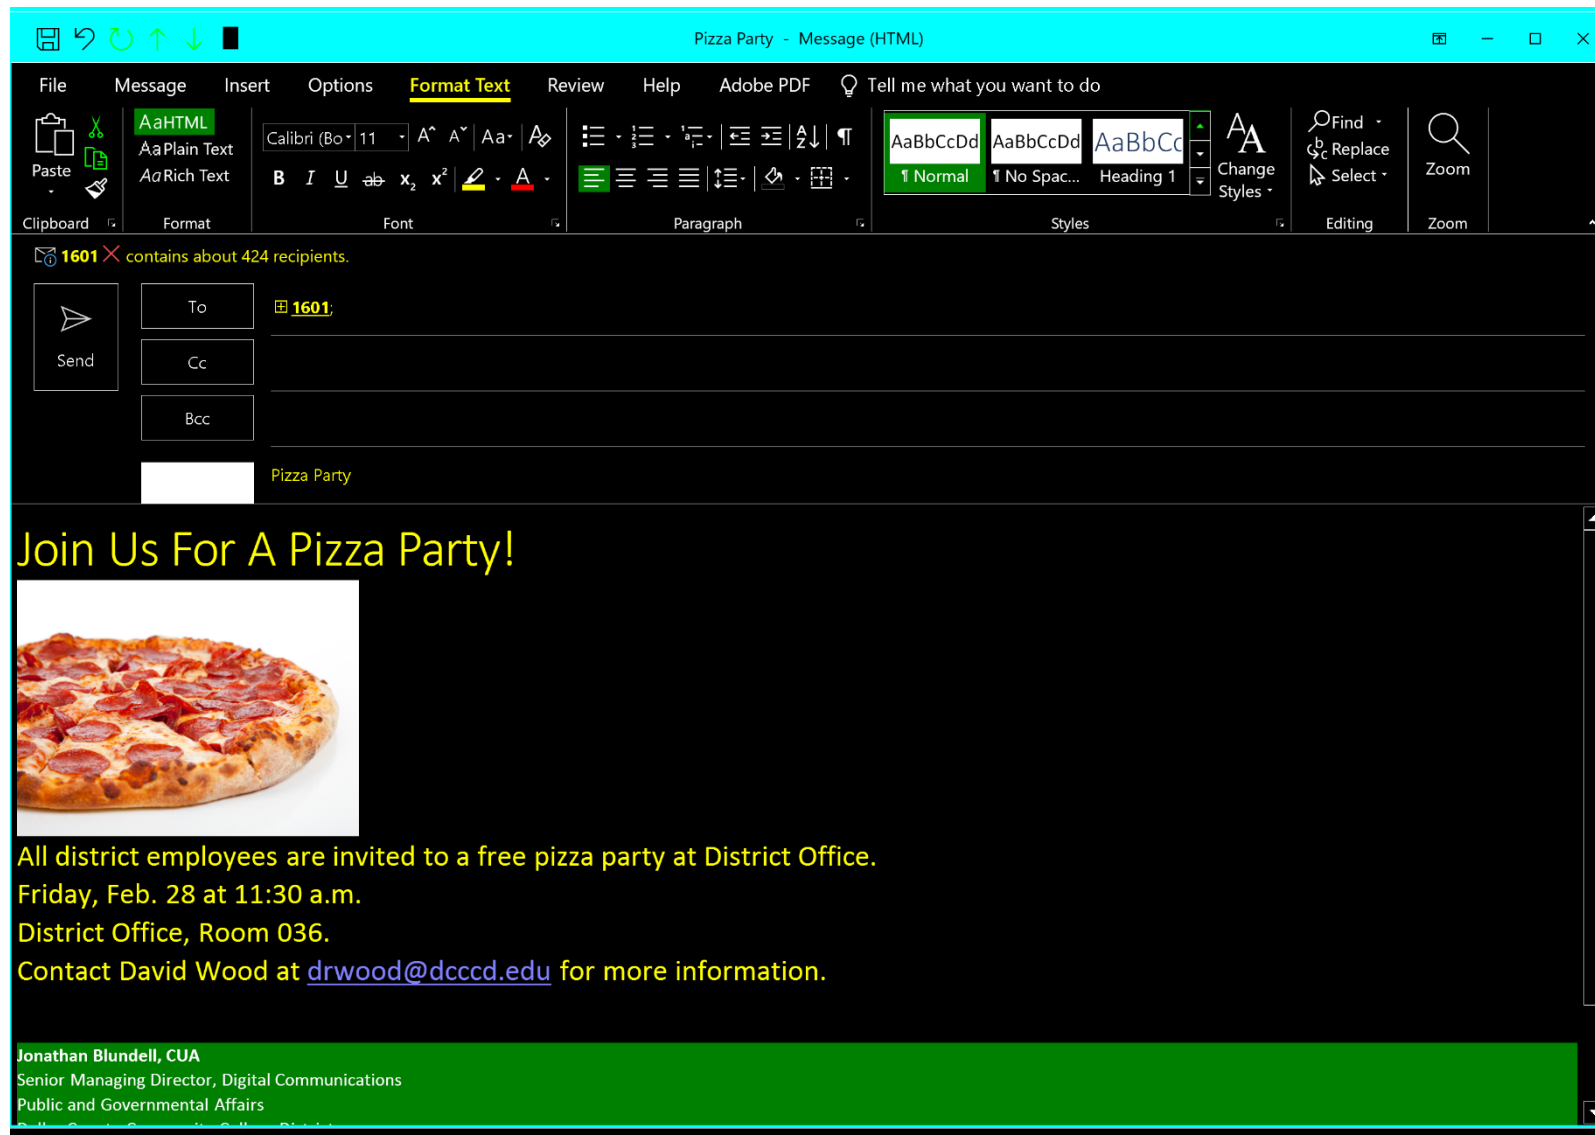 Pizza Party - Message (HTML)
File Message Insert Options Format Text Review Help Adobe PDF Tell me what you want to do
Paste
Clipboard
AaHTML
AaPlain Text
AaRich Text
Format
Calibri (Bo 11 A A Aa A
B I U ab x2 x2 A
Font
Paragraph
AaBbCcDd AaBbCcDd AaBbCc
¶ Normal ¶ No Spac... Heading 1
Change
Styles
Styles
Find
Replace
Select
Editing
Zoom
Zoom
1601 contains about 424 recipients.
Send
To 1601;
Cc
Bcc
Pizza Party
Join Us For A Pizza Party!
All district employees are invited to a free pizza party at District Office.
Friday, Feb. 28 at 11:30 a.m.
District Office, Room 036.
Contact David Wood at drwood@dcccd.edu for more information.
Jonathan Blundell, CUA
Senior Managing Director, Digital Communications
Public and Governmental Affairs